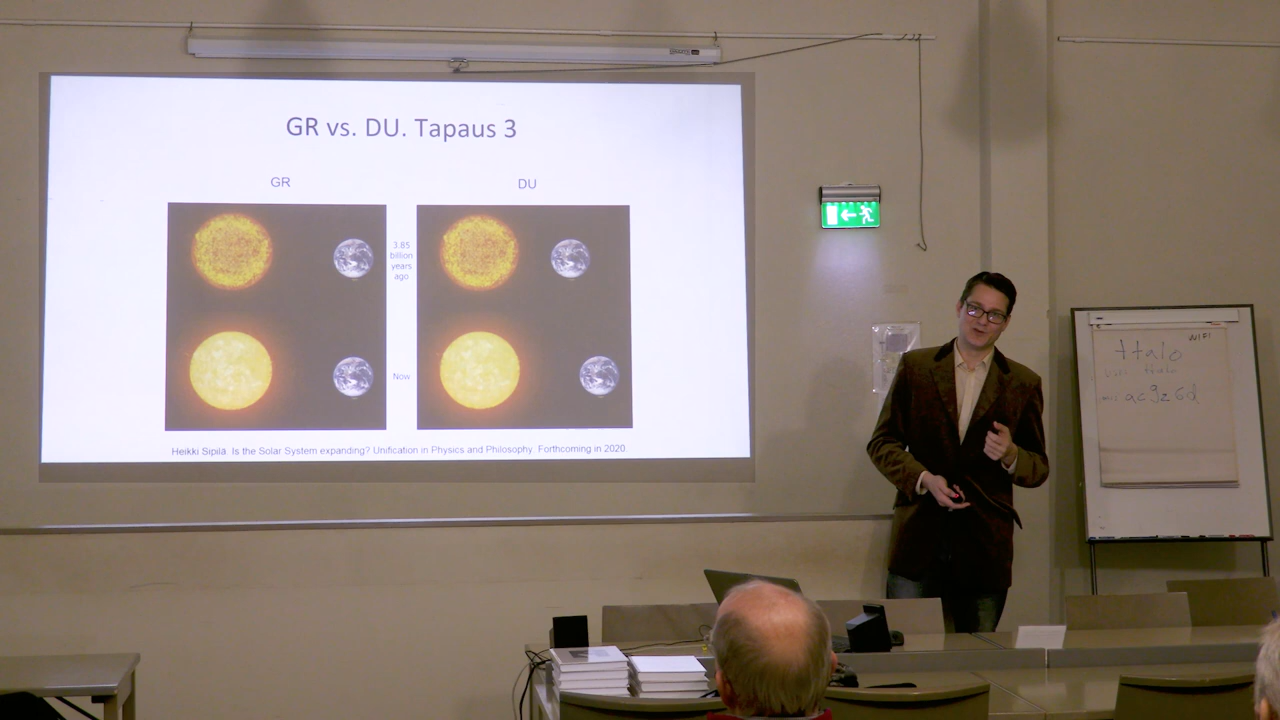 GR vs. DU. Tapaus 3
GR
DU
3.85
billion
years
ago
Now
Heikki Sipilä. Is the Solar System expanding? Unification in Physics and Philosophy. Forthcoming in 2020.
WIFI